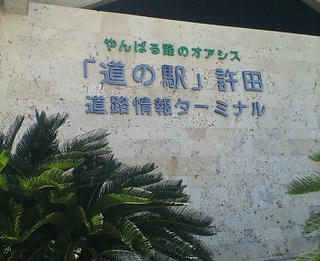 やんばる路のオアシス
「道の駅」許田
道路情報ターミナル